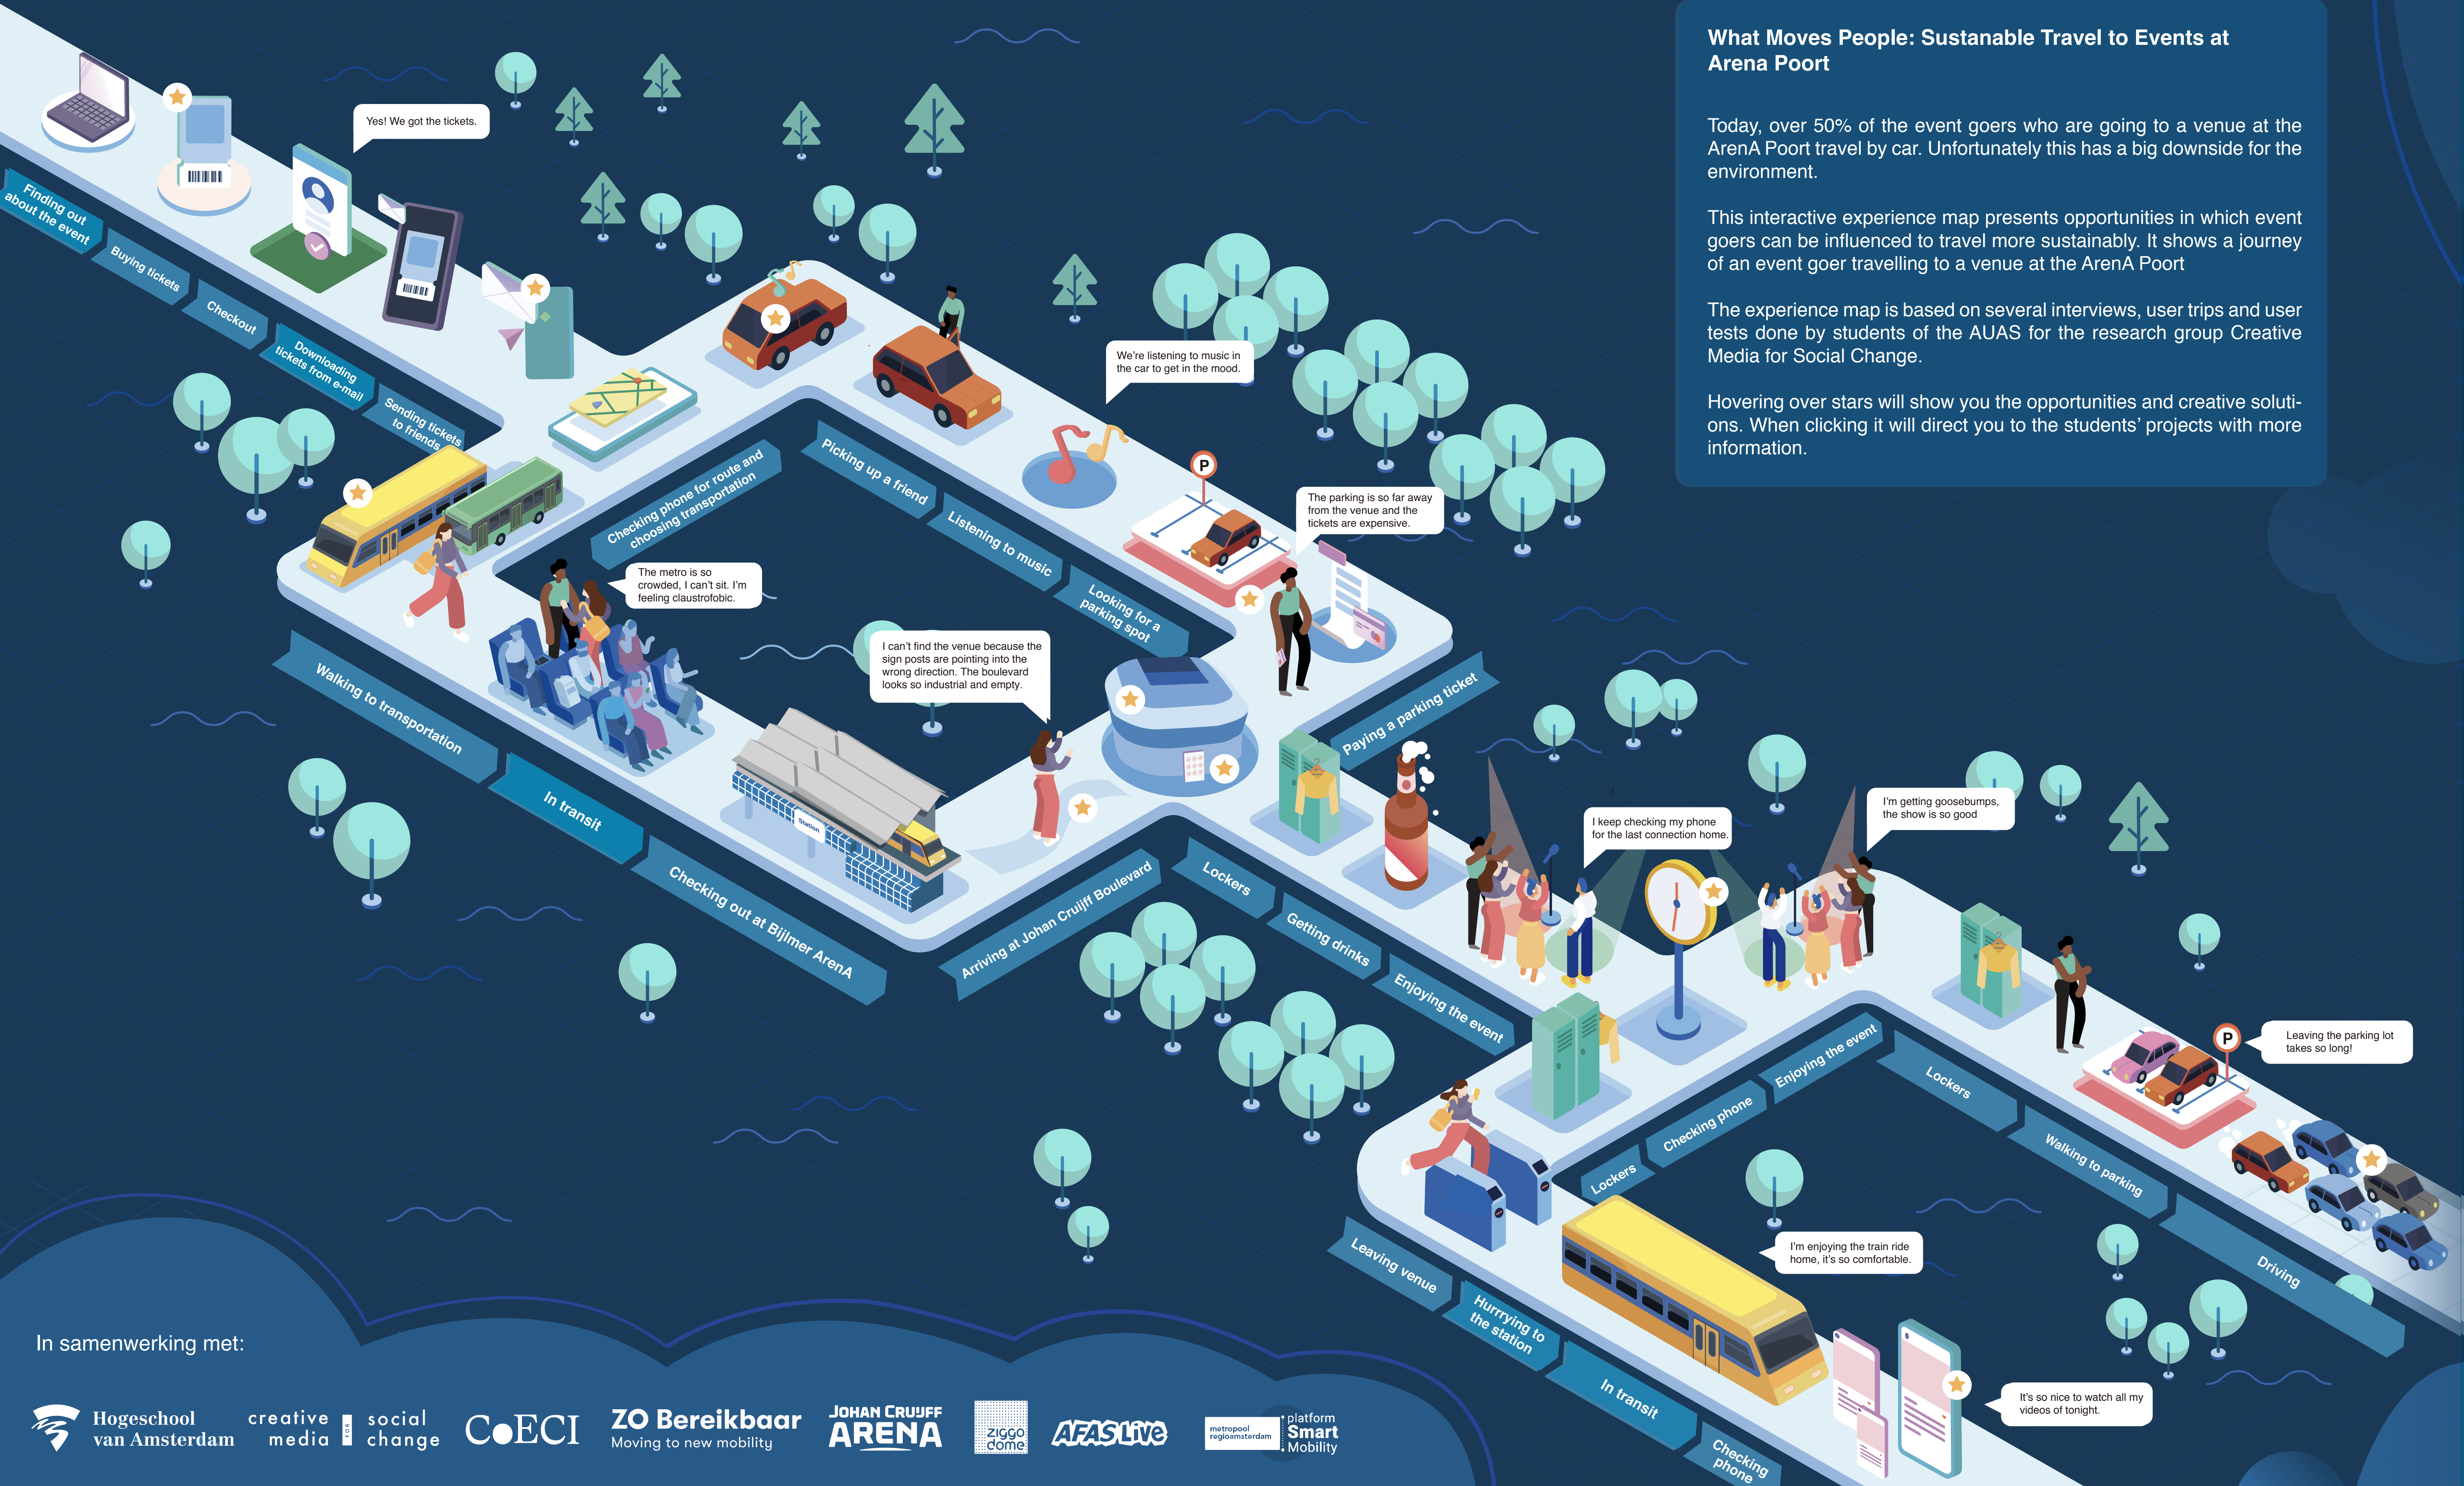 What Moves People: Sustanable Travel to Events at
Arena Poort
Today, over 50% of the event goers who are going to a venue at the
ArenA Poort travel by car. Unfortunately this has a big downside for the
environment.
This interactive experience map presents opportunities in which event
goers can be influenced to travel more sustainably. It shows a journey
of an event goer travelling to a venue at the ArenA Poort
The experience map is based on several interviews, user trips and user
tests done by students of the AUAS for the research group Creative
Media for Social Change.
Hovering over stars will show you the opportunities and creative soluti-
ons. When clicking it will direct you to the students' projects with more
information.
Yes! We got the tickets.
Finding out
about the event
Buying tickets
Checkout
Downloading
tickets from e-mail
Sending tickets
to friends
Checking phone for route and
choosing transportation
We're listening to music in
the car to get in the mood.
Picking up a friend
Listening to music
Looking for a
parking spot
P
The parking is so far away
from the venue and the
tickets are expensive.
Paying a parking ticket
The metro is so
crowded, I can't sit. I'm
feeling claustrofobic.
Walking to transportation
In transit
Checking out at Bijlmer ArenA
Station
I can't find the venue because the
sign posts are pointing into the
wrong direction. The boulevard
looks so industrial and empty.
Arriving at Johan Cruijff Boulevard
Lockers
Getting drinks
Enjoying the event
I keep checking my phone
for the last connection home.
I'm getting goosebumps,
the show is so good
Enjoying the event
Checking phone
Lockers
Lockers
Walking to parking
Driving
P
Leaving the parking lot
takes so long!
Leaving venue
Hurrrying to
the station
In transit
Checking
phone
I'm enjoying the train ride
home, it's so comfortable.
It's so nice to watch all my
videos of tonight.
In samenwerking met:
Hogeschool
van Amsterdam
creative
media
FOR
social
change
CoECI
ZO Bereikbaar
Moving to new mobility
JOHAN CRUIJFF
ARENA
ZIGGO
dome
AFAS Live
metropool
regioamsterdam
platform
Smart
Mobility